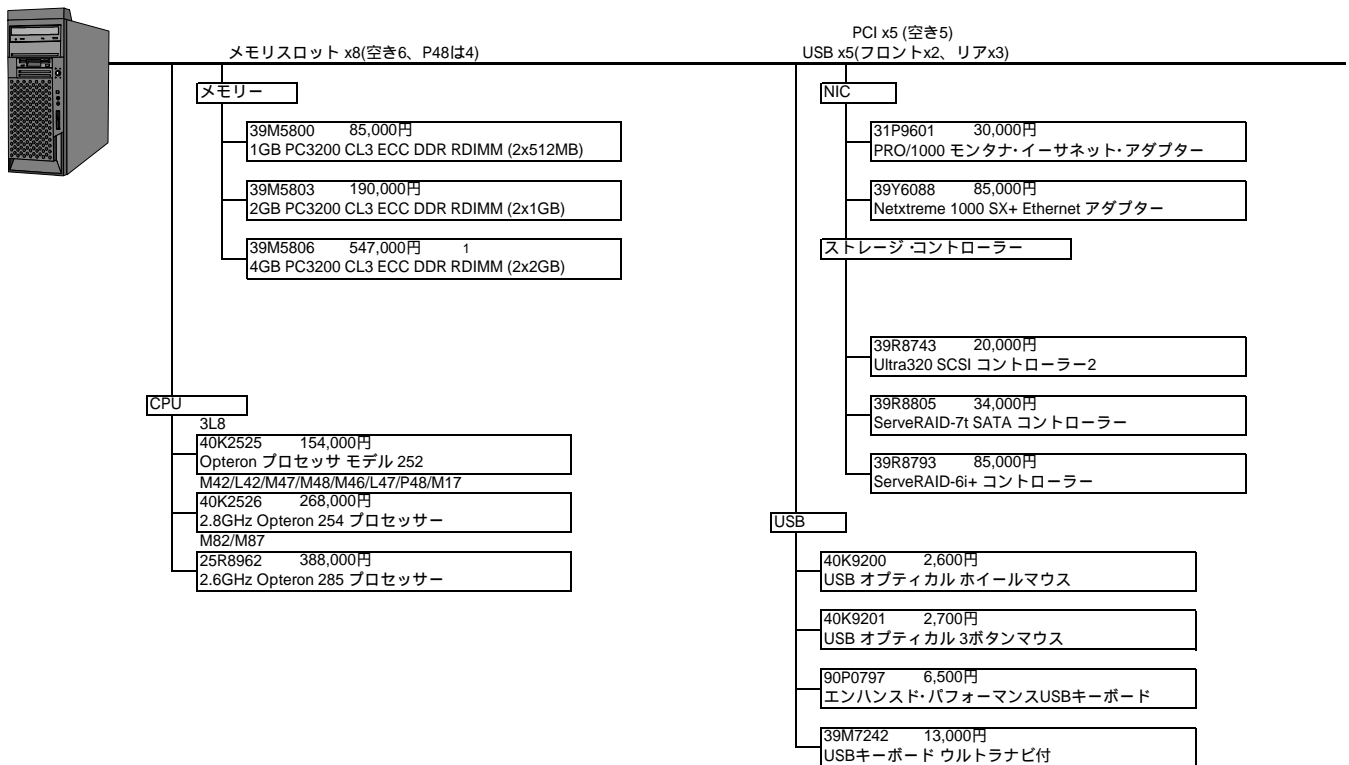 メモリスロット x8(空き6、P48は4)
メモリー
39M5800 85,000円
1GB PC3200 CL3 ECC DDR RDIMM (2x512MB)
39M5803 190,000円
2GB PC3200 CL3 ECC DDR RDIMM (2x1GB)
39M5806 547,000円 1
4GB PC3200 CL3 ECC DDR RDIMM (2x2GB)
CPU
3L8
40K2525 154,000円
Opteron プロセッサ モデル 252
M42/L42/M47/M48/M46/L47/P48/M17
40K2526 268,000円
2.8GHz Opteron 254 プロセッサー
M82/M87
25R8962 388,000円
2.6GHz Opteron 285 プロセッサー
PCI x5 (空き5)
USB x5(フロントx2、リアx3)
NIC
31P9601 30,000円
PRO/1000 モンタナ・イーサネット・アダプター
39Y6088 85,000円
Netxtreme 1000 SX+ Ethernet アダプター
ストレージ・コントローラー
39R8743 20,000円
Ultra320 SCSI コントローラー2
39R8805 34,000円
ServeRAID-7t SATA コントローラー
39R8793 85,000円
ServeRAID-6i+ コントローラー
USB
40K9200 2,600円
USB オプティカル ホイールマウス
40K9201 2,700円
USB オプティカル 3ボタンマウス
90P0797 6,500円
エンハンスド・パフォーマンスUSBキーボード
39M7242 13,000円
USBキーボード ウルトラナビ付